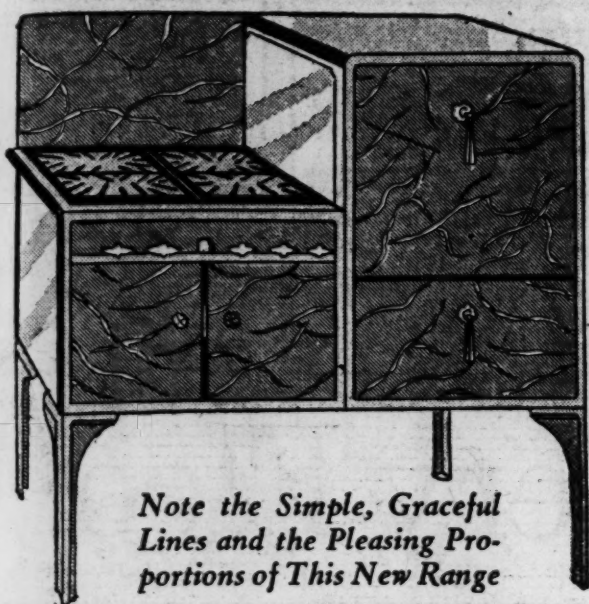 Note the Simple, Graceful
Lines and the Pleasing Pro-
portions of This New Range